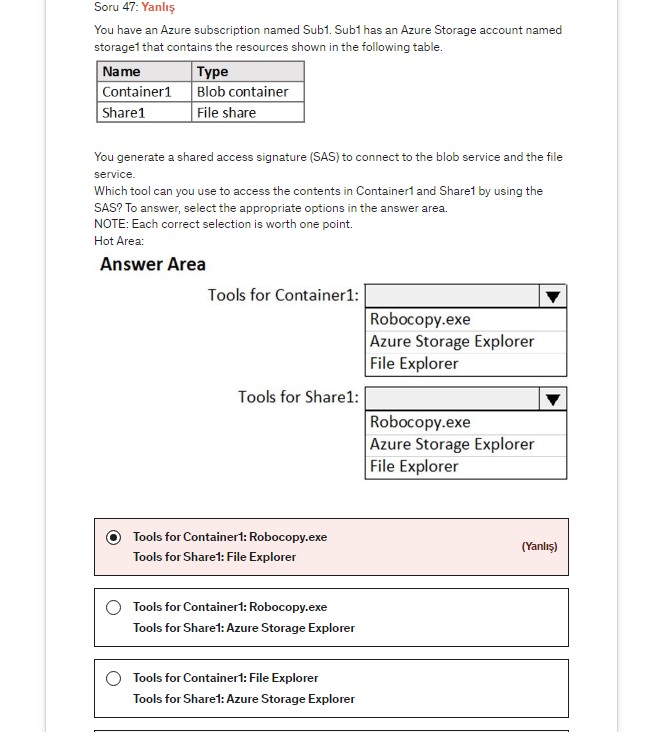 Soru 47: Yanlış
You have an Azure subscription named Sub1. Sub1 has an Azure Storage account named
storage1 that contains the resources shown in the following table.
Name Type
Container1 Blob container
Share1 File share
You generate a shared access signature (SAS) to connect to the blob service and the file
service.
Which tool can you use to access the contents in Container1 and Share1 by using the
SAS? To answer, select the appropriate options in the answer area.
NOTE: Each correct selection is worth one point.
Hot Area:
Answer Area
Tools for Container1:
Robocopy.exe
Azure Storage Explorer
File Explorer
Tools for Share1:
Robocopy.exe
Azure Storage Explorer
File Explorer
Tools for Container1: Robocopy.exe
Tools for Share1: File Explorer
(Yanlış)
Tools for Container1: Robocopy.exe
Tools for Share1: Azure Storage Explorer
Tools for Container1: File Explorer
Tools for Share1: Azure Storage Explorer